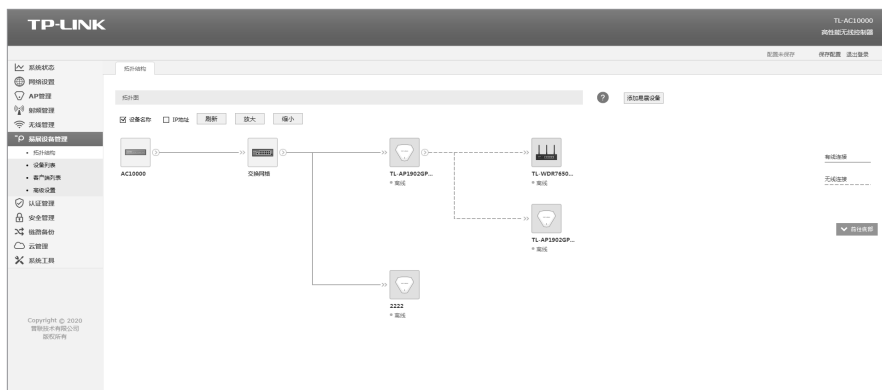 TP-LINK
TL-AC10000
高性能无线控制器
配置未保存 保存配置 退出登录
系统状态
网络设置
AP管理
射频管理
无线管理
易展设备管理
• 拓扑结构
• 设备列表
• 客户端列表
• 高级设置
认证管理
安全管理
链路备份
云管理
系统工具
Copyright © 2020
普联技术有限公司
版权所有
拓扑结构
拓扑图
? 添加易展设备
设备名称 IP地址 刷新 放大 缩小
AC10000
交换网络
TL-AP1902GP...
* 离线
TL-WDR7650...
* 离线
TL-AP1902GP...
* 离线
2222
* 离线
有线连接
无线连接
前往底部